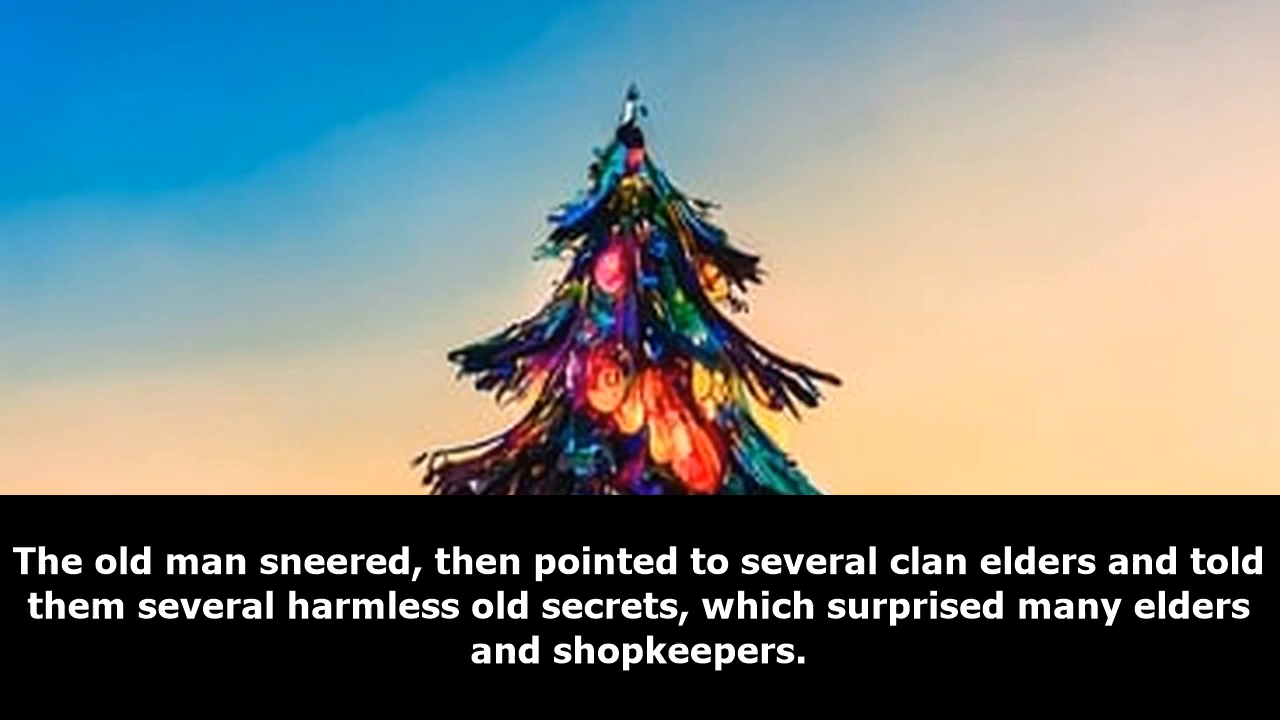 The old man sneered, then pointed to several clan elders and told
them several harmless old secrets, which surprised many elders
and shopkeepers.